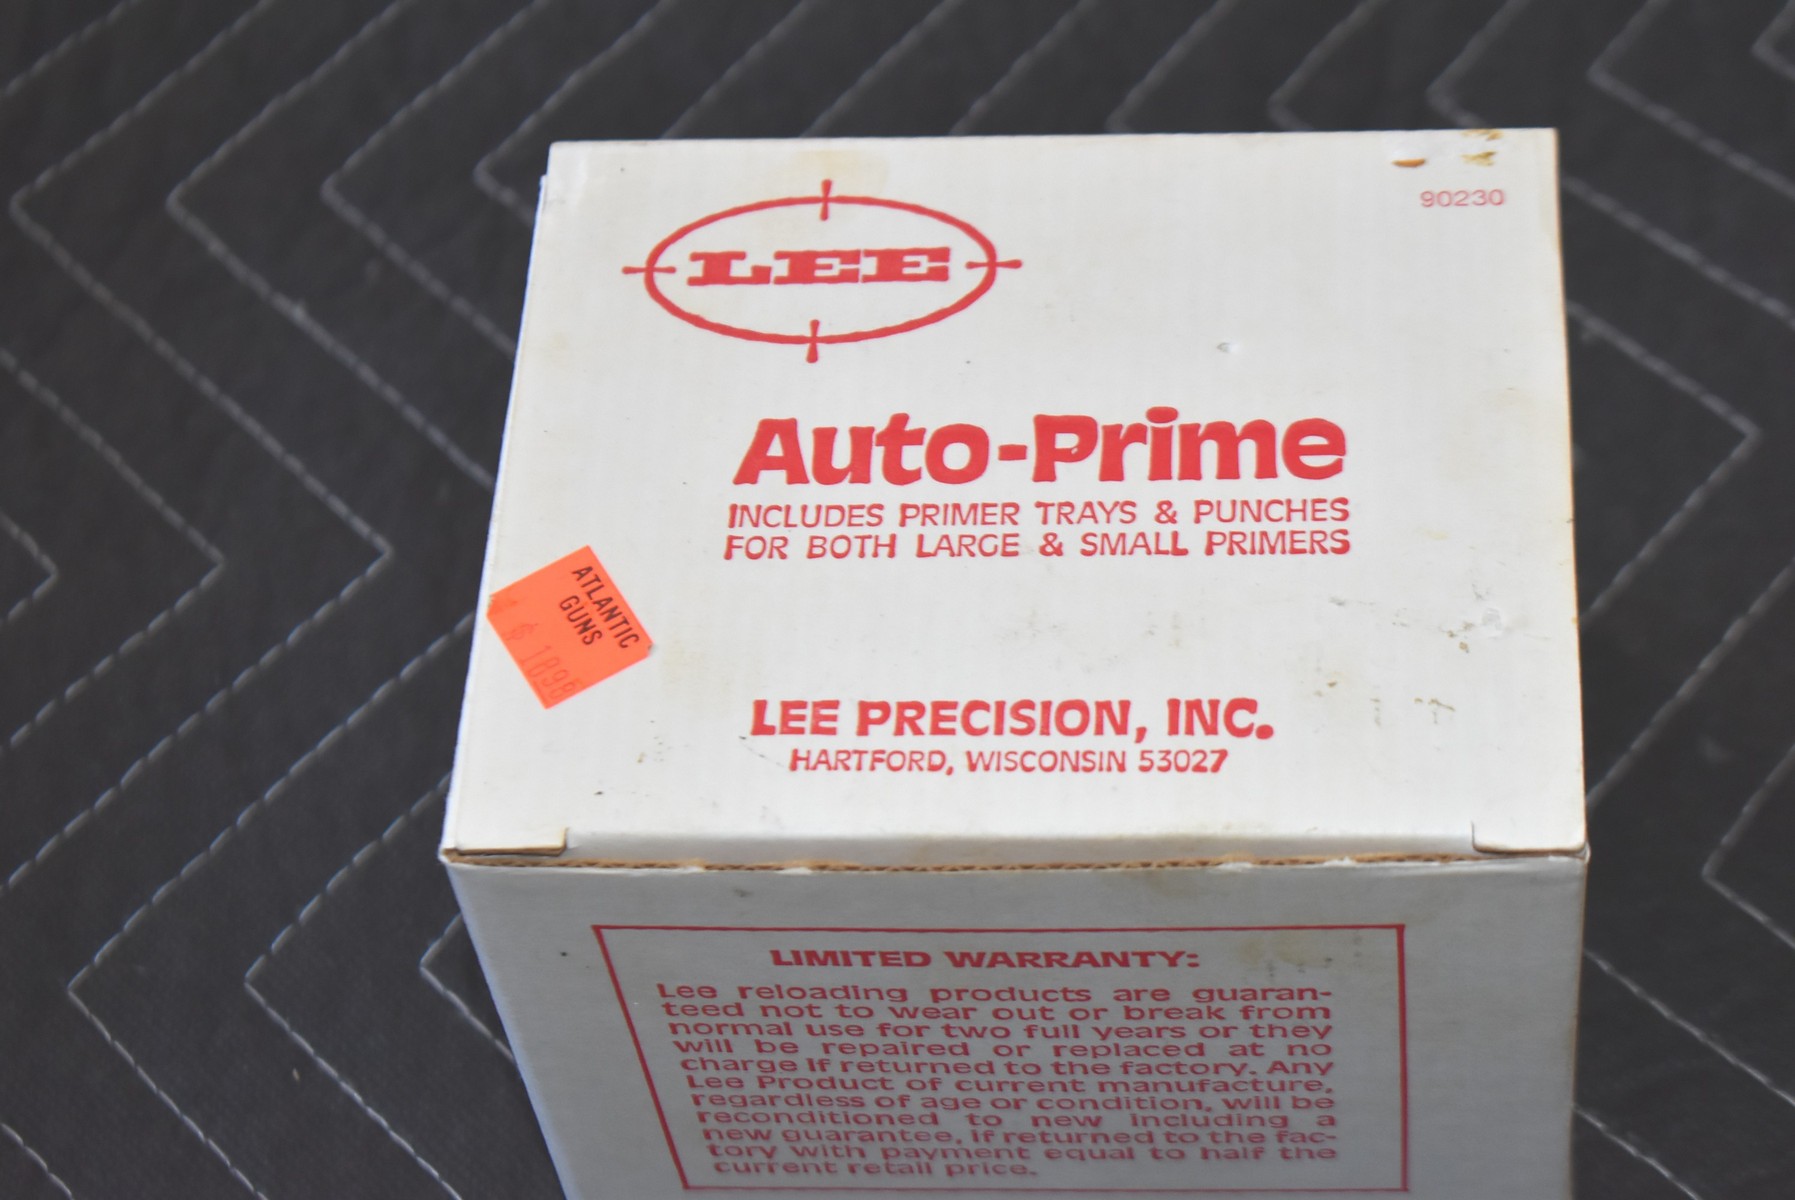 90230
LEE
Auto-Prime
INCLUDES PRIMER TRAYS & PUNCHES
FOR BOTH LARGE & SMALL PRIMERS
ATLANTIC
GUNS
$ 1898
LEE PRECISION, INC.
HARTFORD, WISCONSIN 53027
LIMITED WARRANTY:
Lee reloading products are guaran-
teed not to wear out or break from
normal use for two full years or they
will be repaired or replaced at no
charge if returned to the factory. Any
Lee Product of current manufacture,
regardless of age or condition, will be
reconditioned to new including a
new guarantee, if returned to the fac-
tory with payment equal to half the
current retail price.